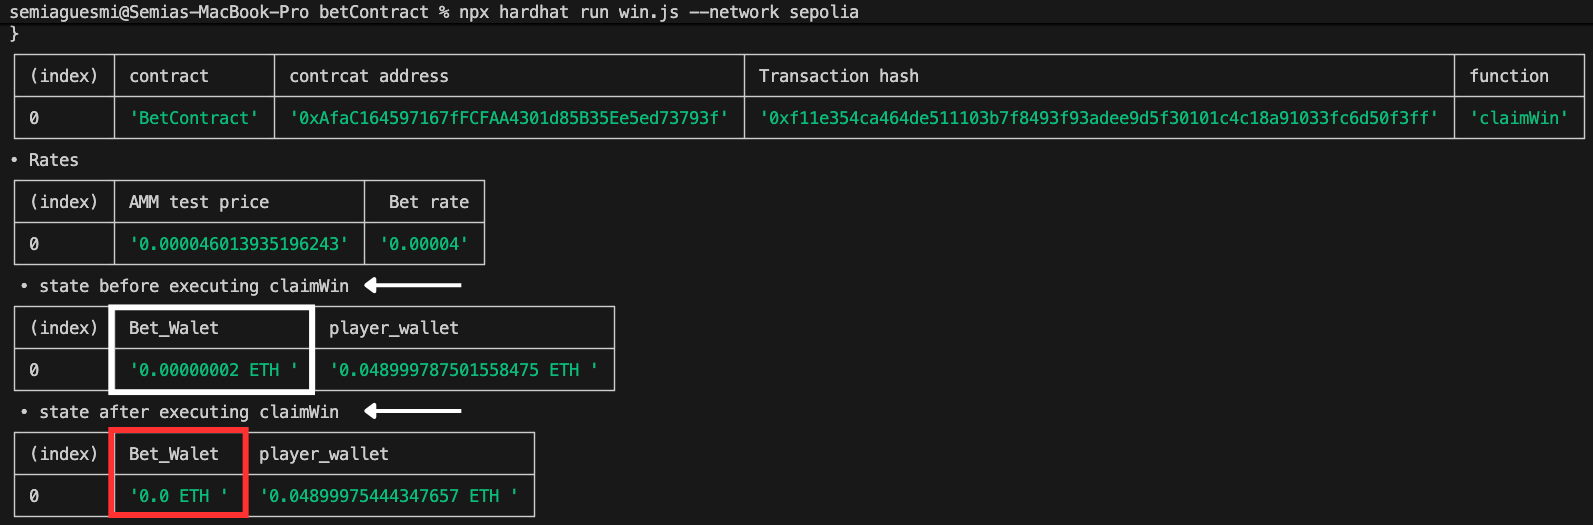 semiaguesmi@Semias-MacBook-Pro betContract % npx hardhat run win.js --network sepolia
}
(index) contract contrcat address Transaction hash function
0 'BetContract' '0xAfaC164597167fFCFAA4301d85B35Ee5ed73793f' '0xf11e354ca464de511103b7f8493f93adee9d5f30101c4c18a91033fc6d50f3ff' 'claimWin'
• Rates
(index) AMM test price Bet rate
0 '0.000046013935196243' '0.00004'
• state before executing claimWin
(index) Bet_Walet player_wallet
0 '0.00000002 ETH ' '0.048999787501558475 ETH '
• state after executing claimWin
(index) Bet_Walet player_wallet
0 '0.0 ETH ' '0.04899975444347657 ETH '